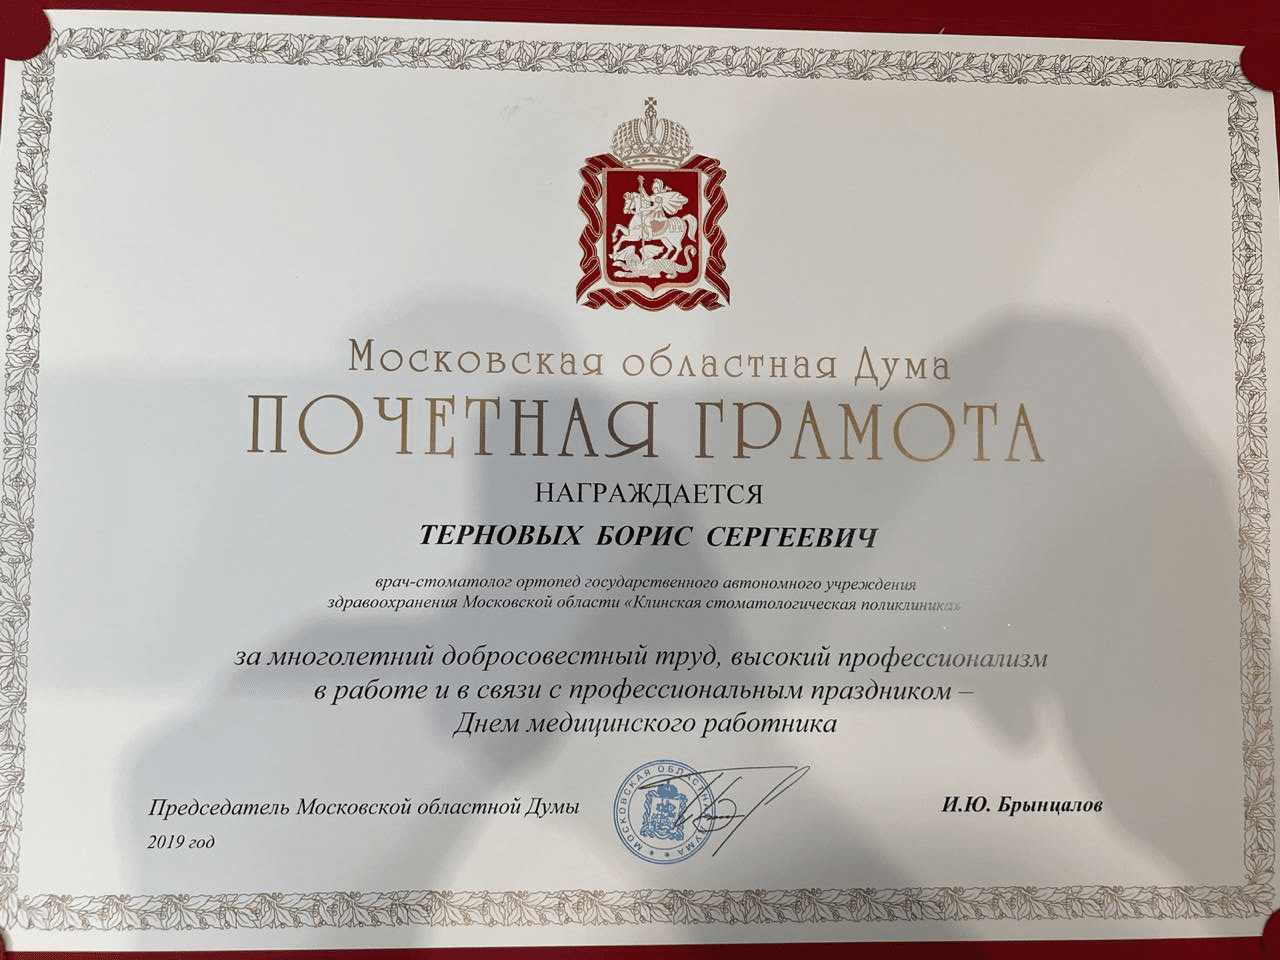 Московская областная Дума
ПОЧЕТНАЯ ГРАМОТА
НАГРАЖДАЕТСЯ
ТЕРНОВЫХ БОРИС СЕРГЕЕВИЧ
врач-стоматолог ортопед государственного автономного учреждения
здравоохранения Московской области «Клинская стоматологическая поликлиника»
за многолетний добросовестный труд, высокий профессионализм
в работе и в связи с профессиональным праздником –
Днем медицинского работника
МОСКОВСКАЯ ОБЛАСТНАЯ ДУМА
Председатель Московской областной Думы
И.Ю. Брынцалов
2019 год